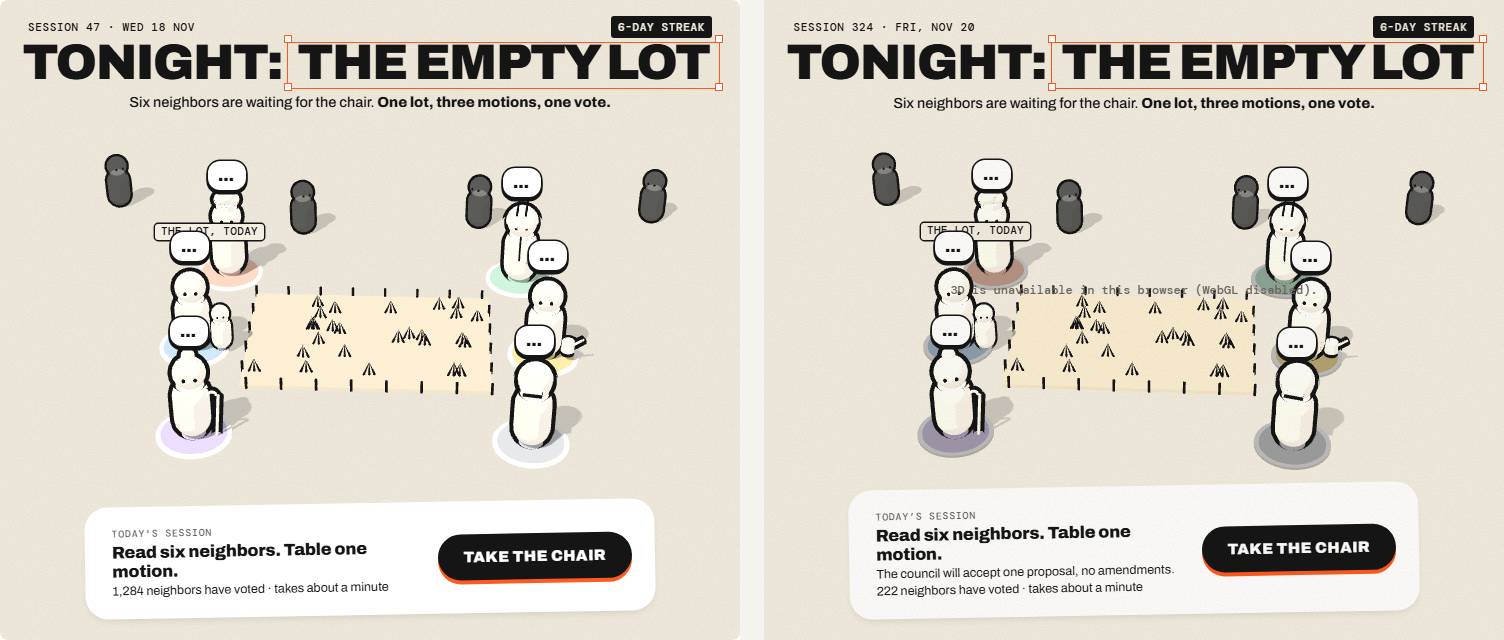 SESSION 47 · WED 18 NOV
6-DAY STREAK
TONIGHT: THE EMPTY LOT
Six neighbors are waiting for the chair. One lot, three motions, one vote.
...
...
THE LOT, TODAY
...
...
...
...
TODAY'S SESSION
Read six neighbors. Table one
motion.
1,284 neighbors have voted · takes about a minute
TAKE THE CHAIR
SESSION 324 · FRI, NOV 20
6-DAY STREAK
TONIGHT: THE EMPTY LOT
Six neighbors are waiting for the chair. One lot, three motions, one vote.
...
...
THE LOT, TODAY
...
...
3D is unavailable in this browser (WebGL disabled).
...
...
TODAY’S SESSION
Read six neighbors. Table one
motion.
The council will accept one proposal, no amendments.
222 neighbors have voted · takes about a minute
TAKE THE CHAIR